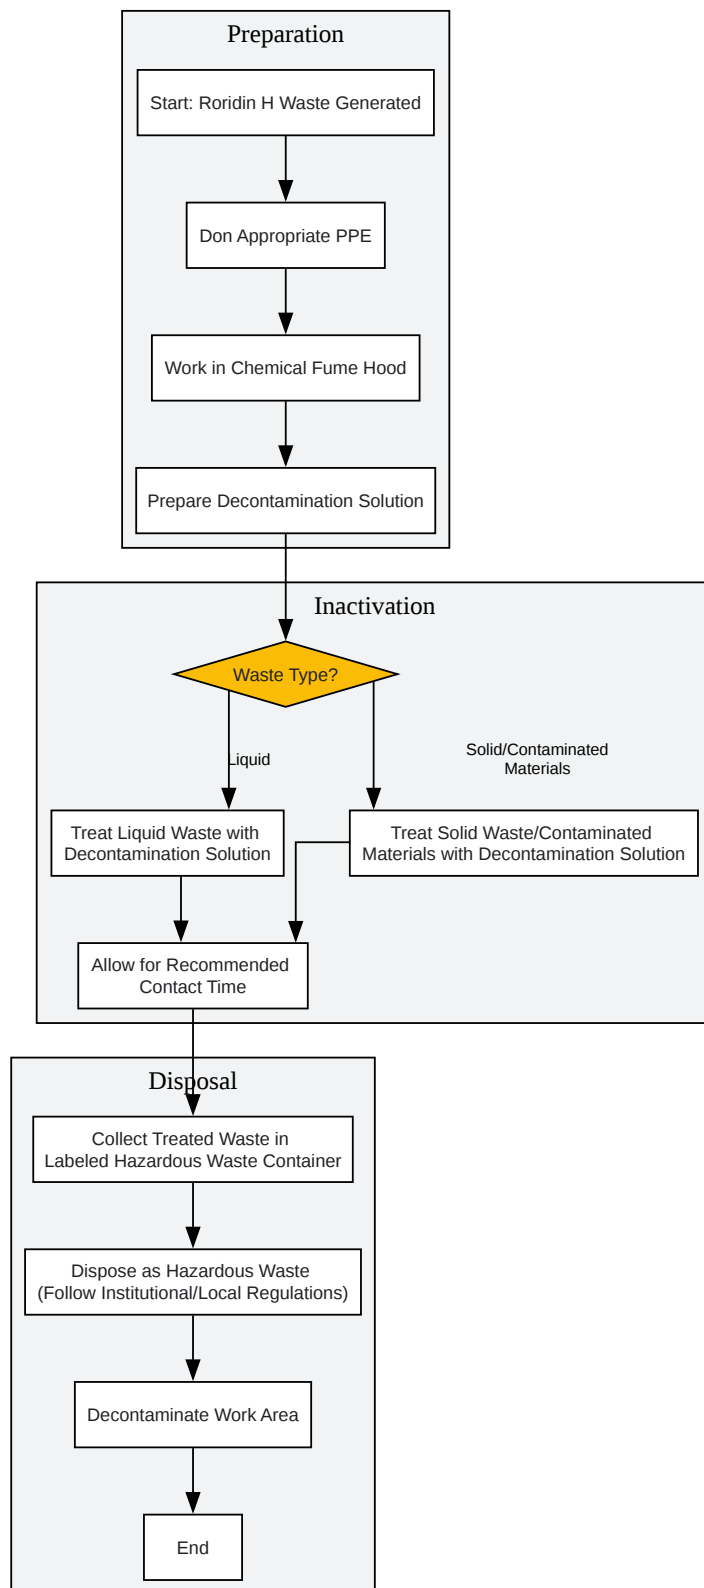 Preparation
Start: Roridin H Waste Generated
Don Appropriate PPE
Work in Chemical Fume Hood
Prepare Decontamination Solution
Inactivation
Waste Type?
Liquid
Solid/Contaminated
Materials
Treat Liquid Waste with
Decontamination Solution
Treat Solid Waste/Contaminated
Materials with Decontamination Solution
Allow for Recommended
Contact Time
Disposal
Collect Treated Waste in
Labeled Hazardous Waste Container
Dispose as Hazardous Waste
(Follow Institutional/Local Regulations)
Decontaminate Work Area
End